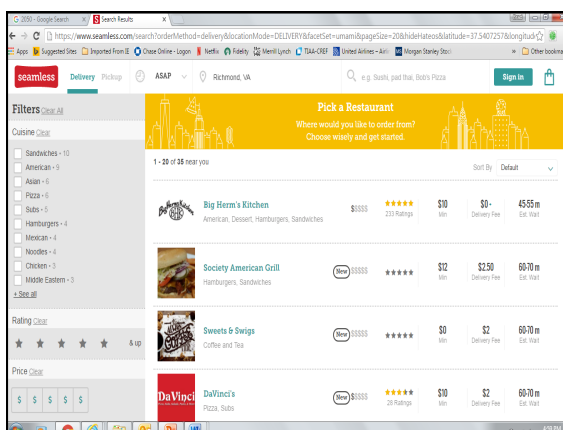 G 2050 - Google Search
S Search Results
https://www.seamless.com/search?orderMethod=delivery&locationMode=DELIVERY&facetSet=umami&pageSize=20&hideHateos&latitude=37.5407257&longitud
Apps
Suggested Sites
Imported From IE
Chase Online - Logon
Netflix
Fidelity
Merrill Lynch
TIAA-CREF
United Airlines - Airli
Morgan Stanley Stoci
»
Other bookma
seamless
Delivery
Pickup
ASAP
Richmond, VA
e.g. Sushi, pad thai, Bob's Pizza
Sign in
Filters Clear All
Cuisine Clear
Sandwiches • 10
American • 9
Asian • 6
Pizza • 6
Subs • 5
Hamburgers • 4
Mexican • 4
Noodles • 4
Chicken • 3
Middle Eastern • 3
+ See all
Rating Clear
& up
Price Clear
$ $ $ $ $
Pick a Restaurant
Where would you like to order from?
Choose wisely and get started.
1 - 20 of 35 near you
Sort By Default
Big Herm's Kitchen
American, Dessert, Hamburgers, Sandwiches
$$$$$
233 Ratings
$10
Min
$0+
Delivery Fee
45-55 m
Est. Wait
Society American Grill
Hamburgers, Sandwiches
New $$$$$
$12
Min
$2.50
Delivery Fee
60-70 m
Est. Wait
Sweets & Swigs
Coffee and Tea
New $$$$$
$0
Min
$2
Delivery Fee
60-70 m
Est. Wait
DaVinci
DaVinci's
Pizza, Subs
New $$$$$
28 Ratings
$10
Min
$2
Delivery Fee
60-70 m
Est. Wait
4:59 PM